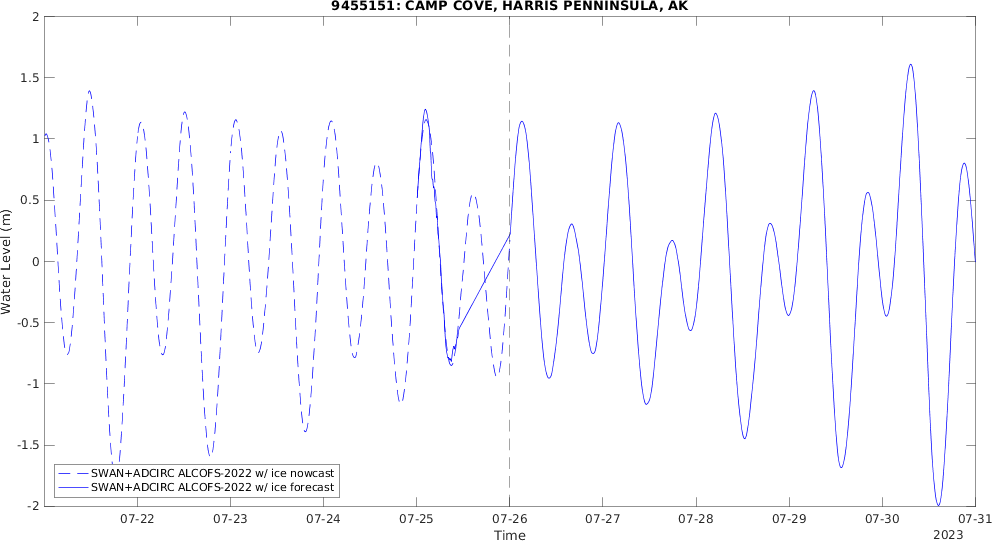 9455151: CAMP COVE, HARRIS PENNINSULA, AK
Water Level (m)
2
1.5
1
0.5
0
-0.5
-1
-1.5
-2
SWAN+ADCIRC ALCOFS-2022 w/ ice nowcast
SWAN+ADCIRC ALCOFS-2022 w/ ice forecast
07-22 07-23 07-24 07-25 07-26 07-27 07-28 07-29 07-30 07-31
Time
2023